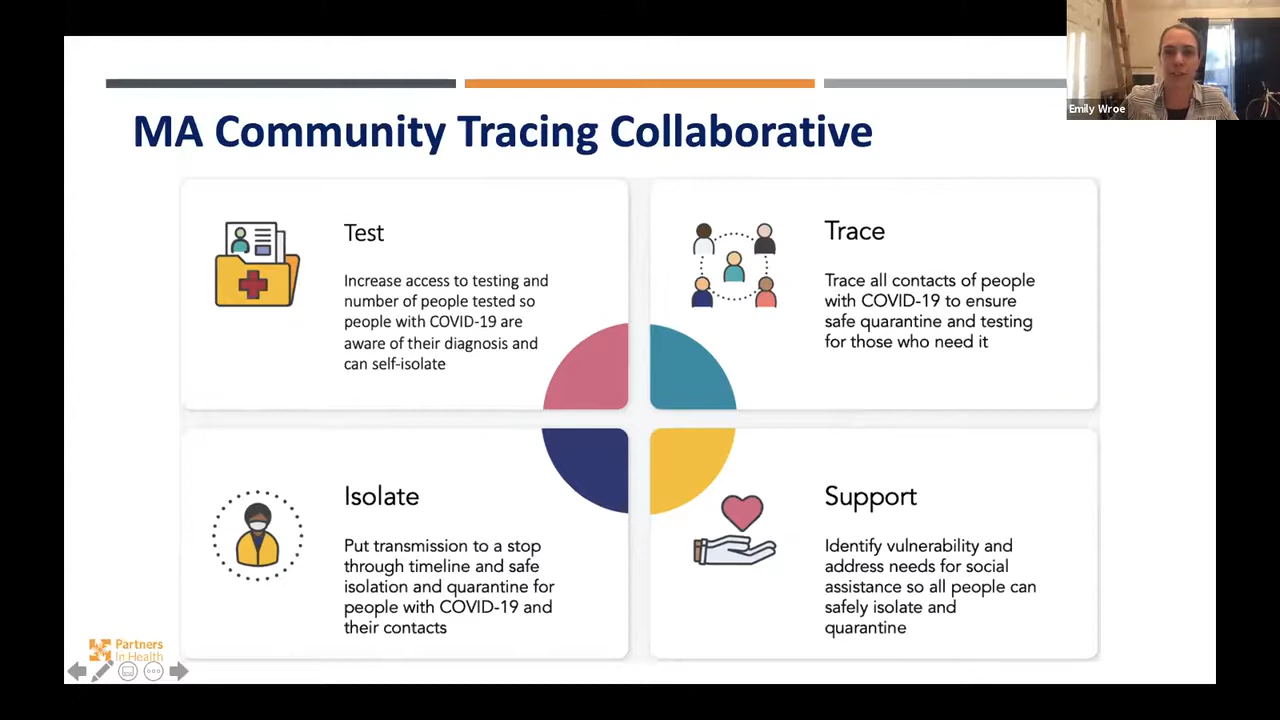 Emily Wroe
MA Community Tracing Collaborative
Test
Increase access to testing and
number of people tested so
people with COVID-19 are
aware of their diagnosis and
can self-isolate
Trace
Trace all contacts of people
with COVID-19 to ensure
safe quarantine and testing
for those who need it
Isolate
Put transmission to a stop
through timeline and safe
isolation and quarantine for
people with COVID-19 and
their contacts
Support
Identify vulnerability and
address needs for social
assistance so all people can
safely isolate and
quarantine
Partners
In Health